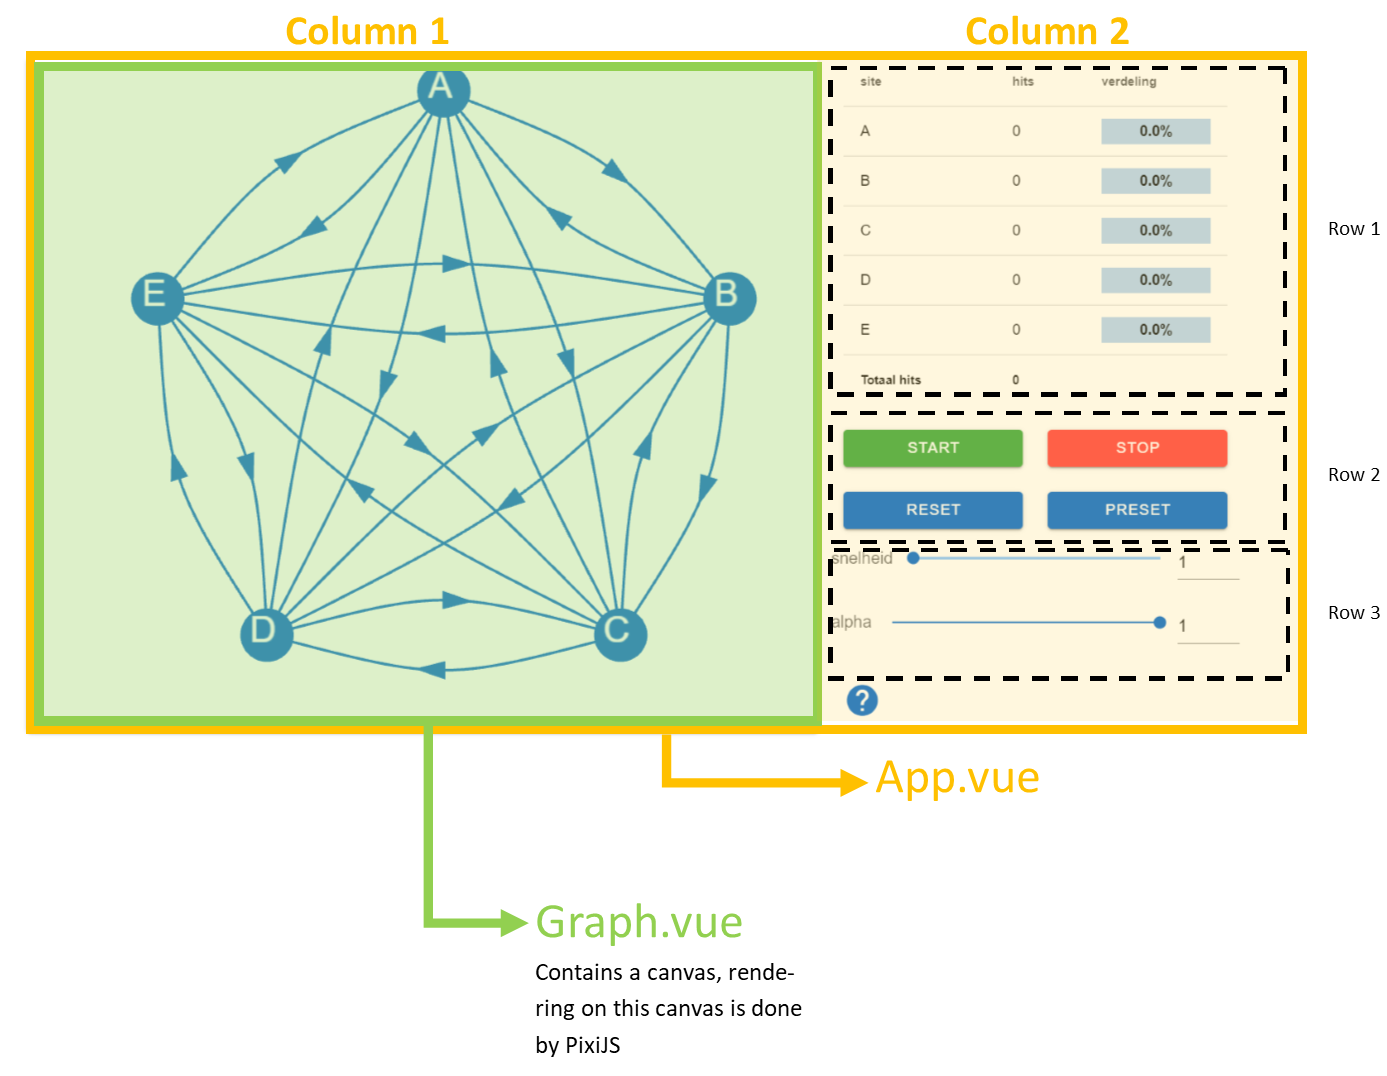 Column 1
Column 2
A
E
B
D
C
site hits verdeling
A 0 0.0%
B 0 0.0%
C 0 0.0%
D 0 0.0%
E 0 0.0%
Totaal hits 0
Row 1
START STOP
RESET PRESET
Row 2
snelheid 1
alpha 1
Row 3
?
App.vue
Graph.vue
Contains a canvas, rende-
ring on this canvas is done
by PixiJS